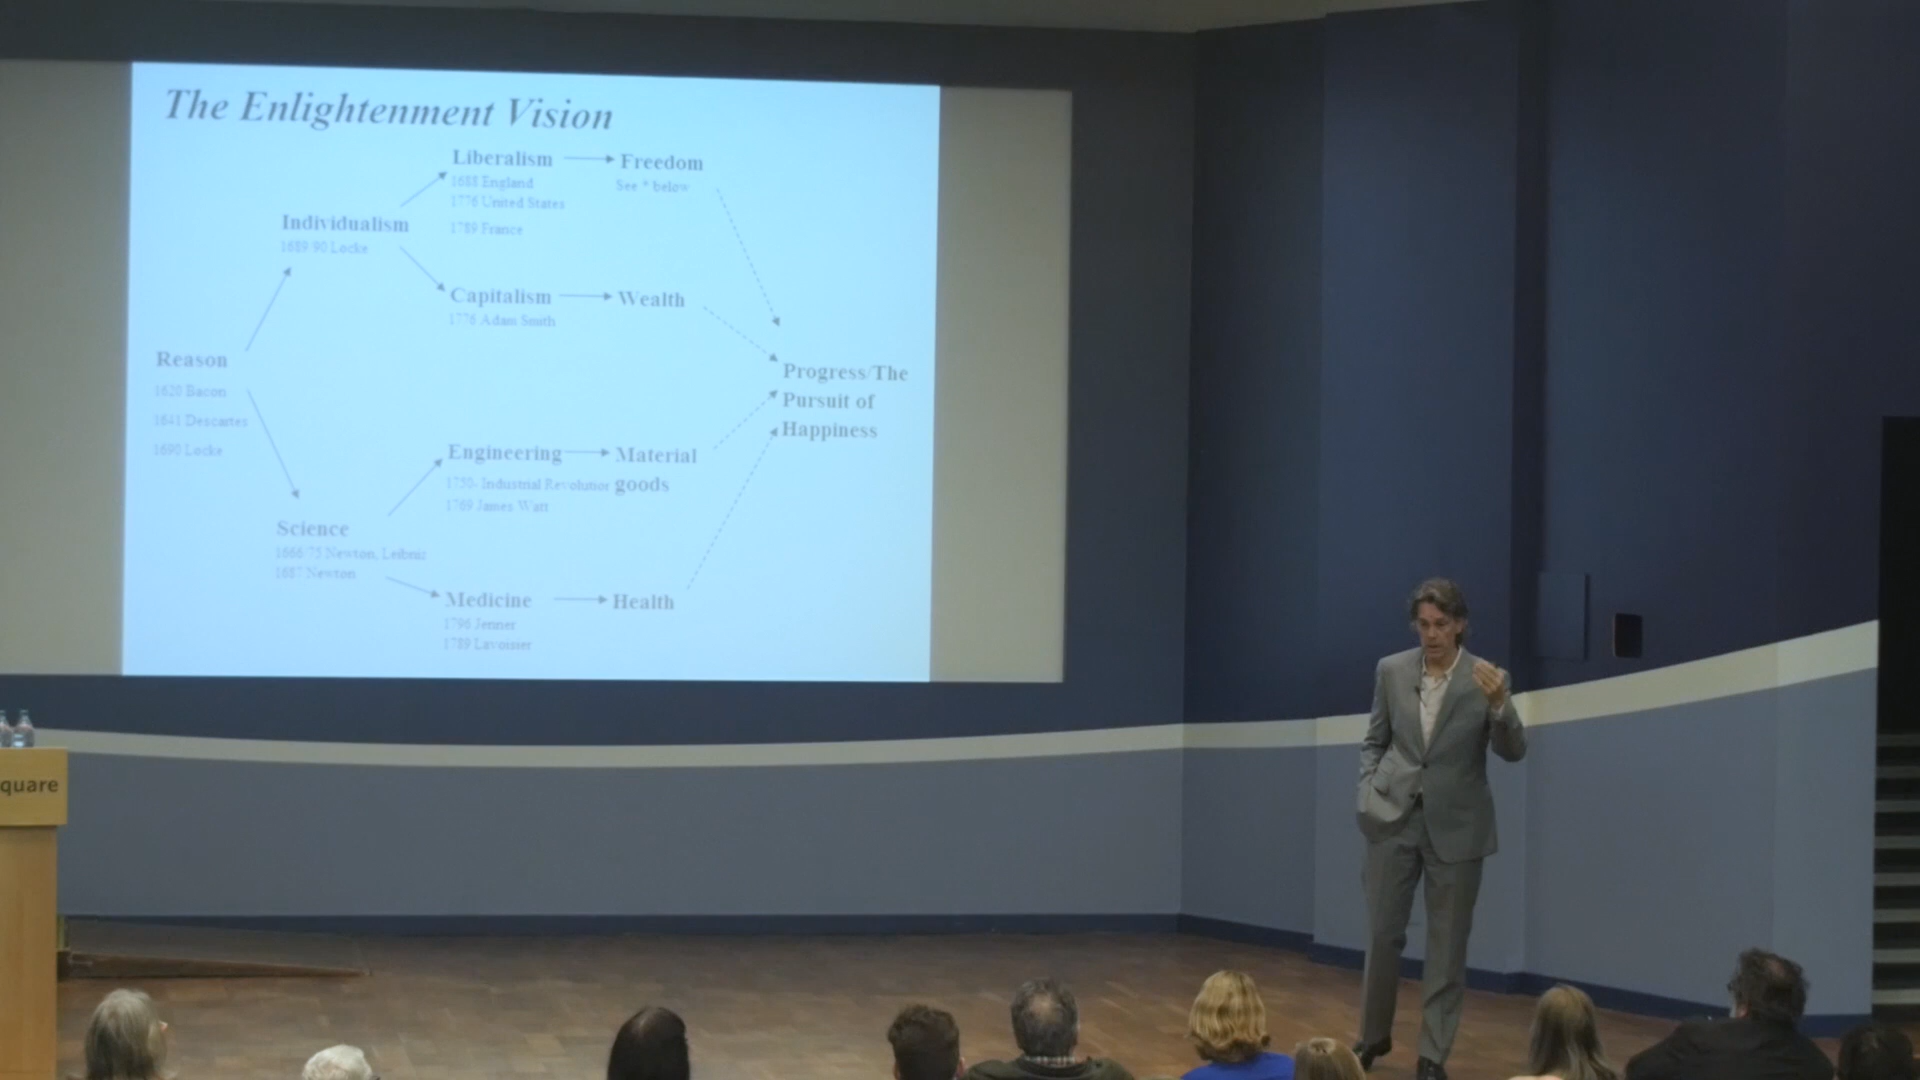 The Enlightenment Vision
Liberalism
1688 England
1776 United States
1789 France
Freedom
See * below
Individualism
1689/90 Locke
Capitalism
1776 Adam Smith
Wealth
Reason
1620 Bacon
1641 Descartes
1690 Locke
Progress/The
Pursuit of
Happiness
Engineering
1750- Industrial Revolution
1769 James Watt
Material
goods
Science
1666/75 Newton, Leibniz
1687 Newton
Medicine
1796 Jenner
1789 Lavoisier
Health
quare